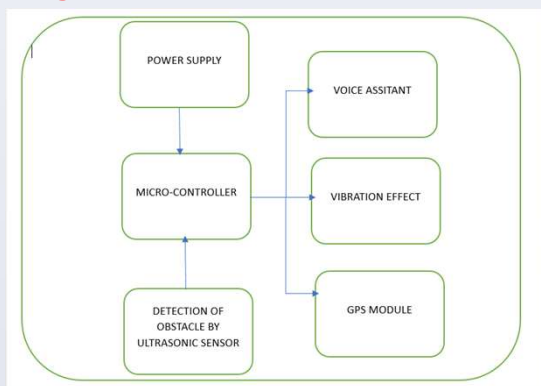 POWER SUPPLY
VOICE ASSITANT
MICRO-CONTROLLER
VIBRATION EFFECT
DETECTION OF
OBSTACLE BY
ULTRASONIC SENSOR
GPS MODULE